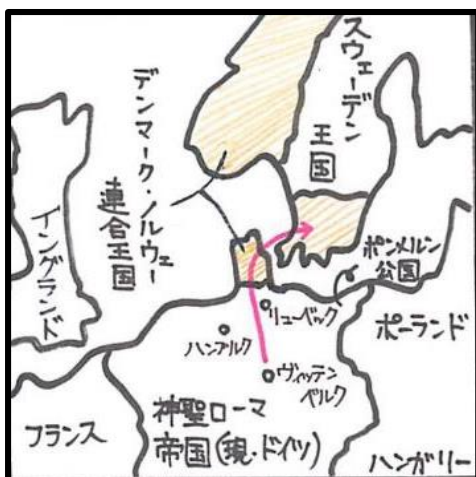 スウェーデン
王国
デンマーク・ノルウェー
連合王国
イングランド
ポンメルン
公国
リューベック
ハンブルク
ポーランド
ヴィッテン
ベルク
神聖ローマ
帝国(現・ドイツ)
フランス
ハンガリー